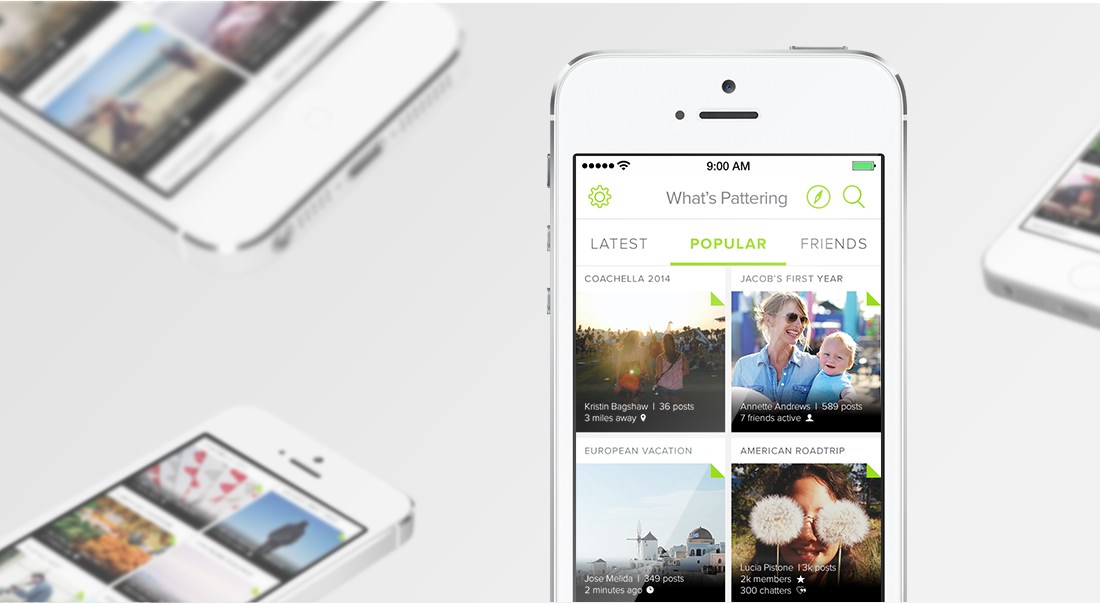 9:00 AM
What's Pattering
LATEST
POPULAR
FRIENDS
COACHELLA 2014
JACOB'S FIRST YEAR
Kristin Bagshaw | 36 posts
3 miles away
Annette Andrews | 589 posts
7 friends active
EUROPEAN VACATION
AMERICAN ROADTRIP
Jose Melida | 349 posts
2 minutes ago
Lucia Pistone | 3k posts
2k members
300 chatters